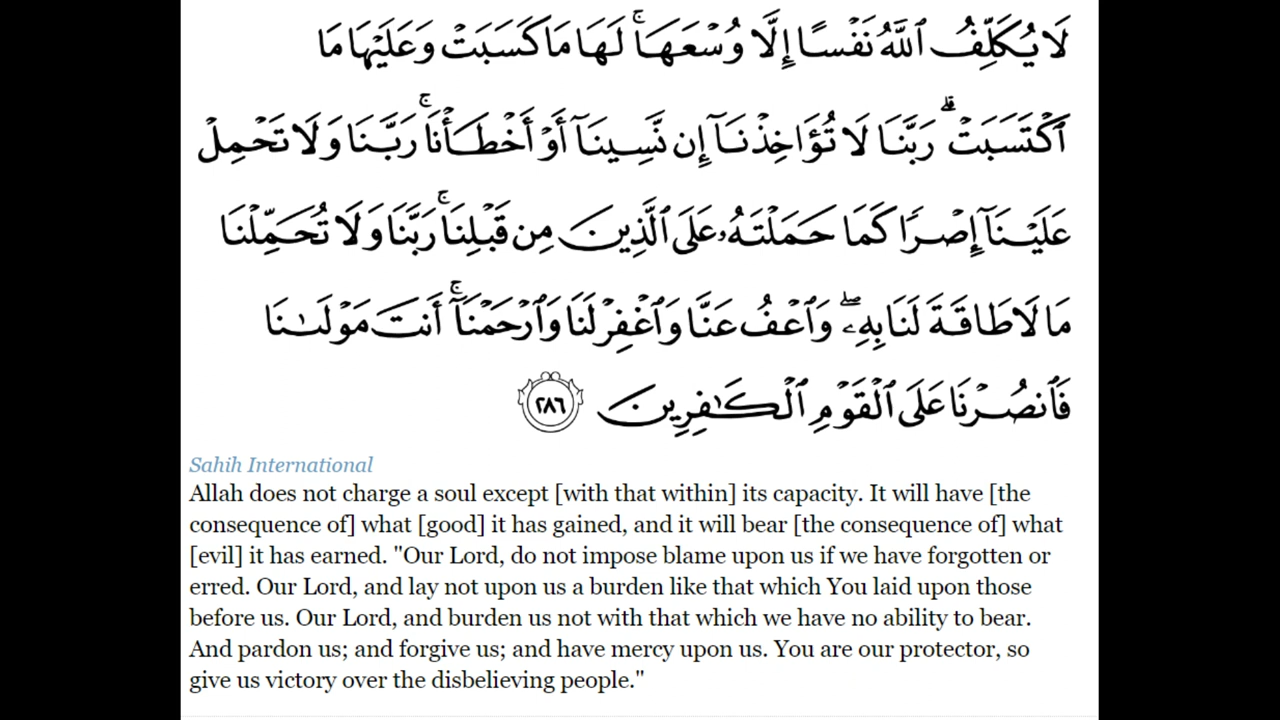 لَا يُكَلِّفُ ٱللَّهُ نَفْسًا إِلَّا وُسْعَهَا ۚ لَهَا مَا كَسَبَتْ وَعَلَيْهَا مَا
ٱكْتَسَبَتْ ۗ رَبَّنَا لَا تُؤَاخِذْنَآ إِن نَّسِينَآ أَوْ أَخْطَأْنَا ۚ رَبَّنَا وَلَا تَحْمِلْ
عَلَيْنَآ إِصْرًا كَمَا حَمَلْتَهُۥ عَلَى ٱلَّذِينَ مِن قَبْلِنَا ۚ رَبَّنَا وَلَا تُحَمِّلْنَا
مَا لَا طَاقَةَ لَنَا بِهِۦ ۖ وَٱعْفُ عَنَّا وَٱغْفِرْ لَنَا وَٱرْحَمْنَآ ۚ أَنتَ مَوْلَىٰنَا
فَٱنصُرْنَا عَلَى ٱلْقَوْمِ ٱلْكَـٰفِرِينَ ٢٨٦
Sahih International
Allah does not charge a soul except [with that within] its capacity. It will have [the
consequence of] what [good] it has gained, and it will bear [the consequence of] what
[evil] it has earned. "Our Lord, do not impose blame upon us if we have forgotten or
erred. Our Lord, and lay not upon us a burden like that which You laid upon those
before us. Our Lord, and burden us not with that which we have no ability to bear.
And pardon us; and forgive us; and have mercy upon us. You are our protector, so
give us victory over the disbelieving people."